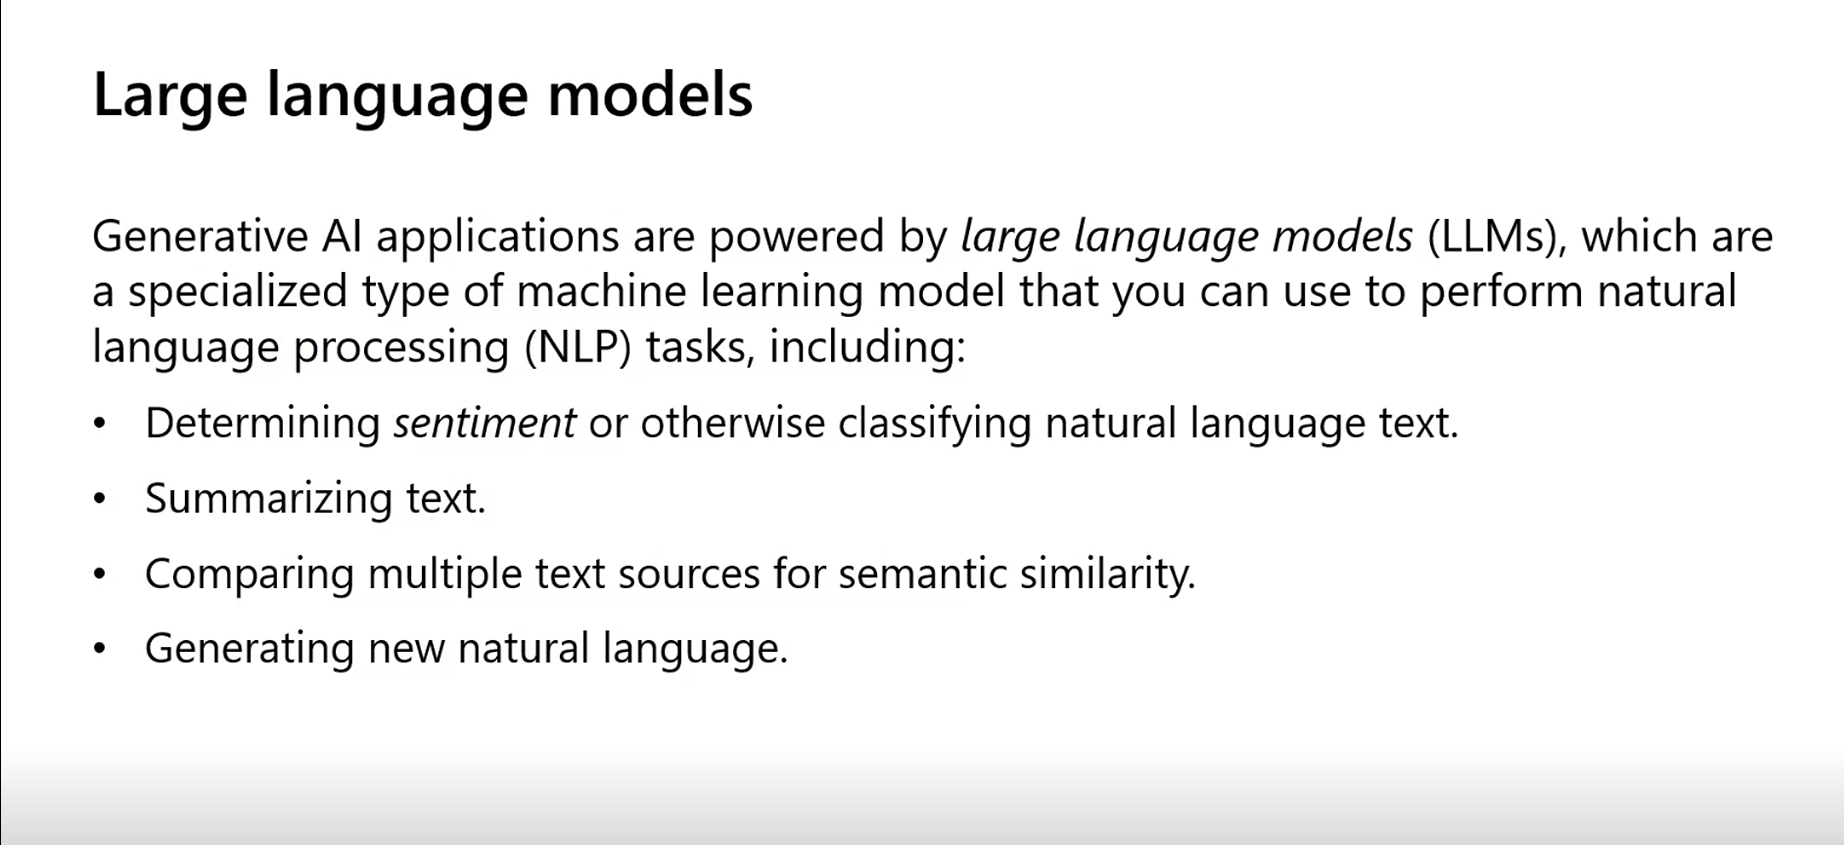 Large language models
Generative AI applications are powered by large language models (LLMs), which are
a specialized type of machine learning model that you can use to perform natural
language processing (NLP) tasks, including:
• Determining sentiment or otherwise classifying natural language text.
• Summarizing text.
• Comparing multiple text sources for semantic similarity.
• Generating new natural language.